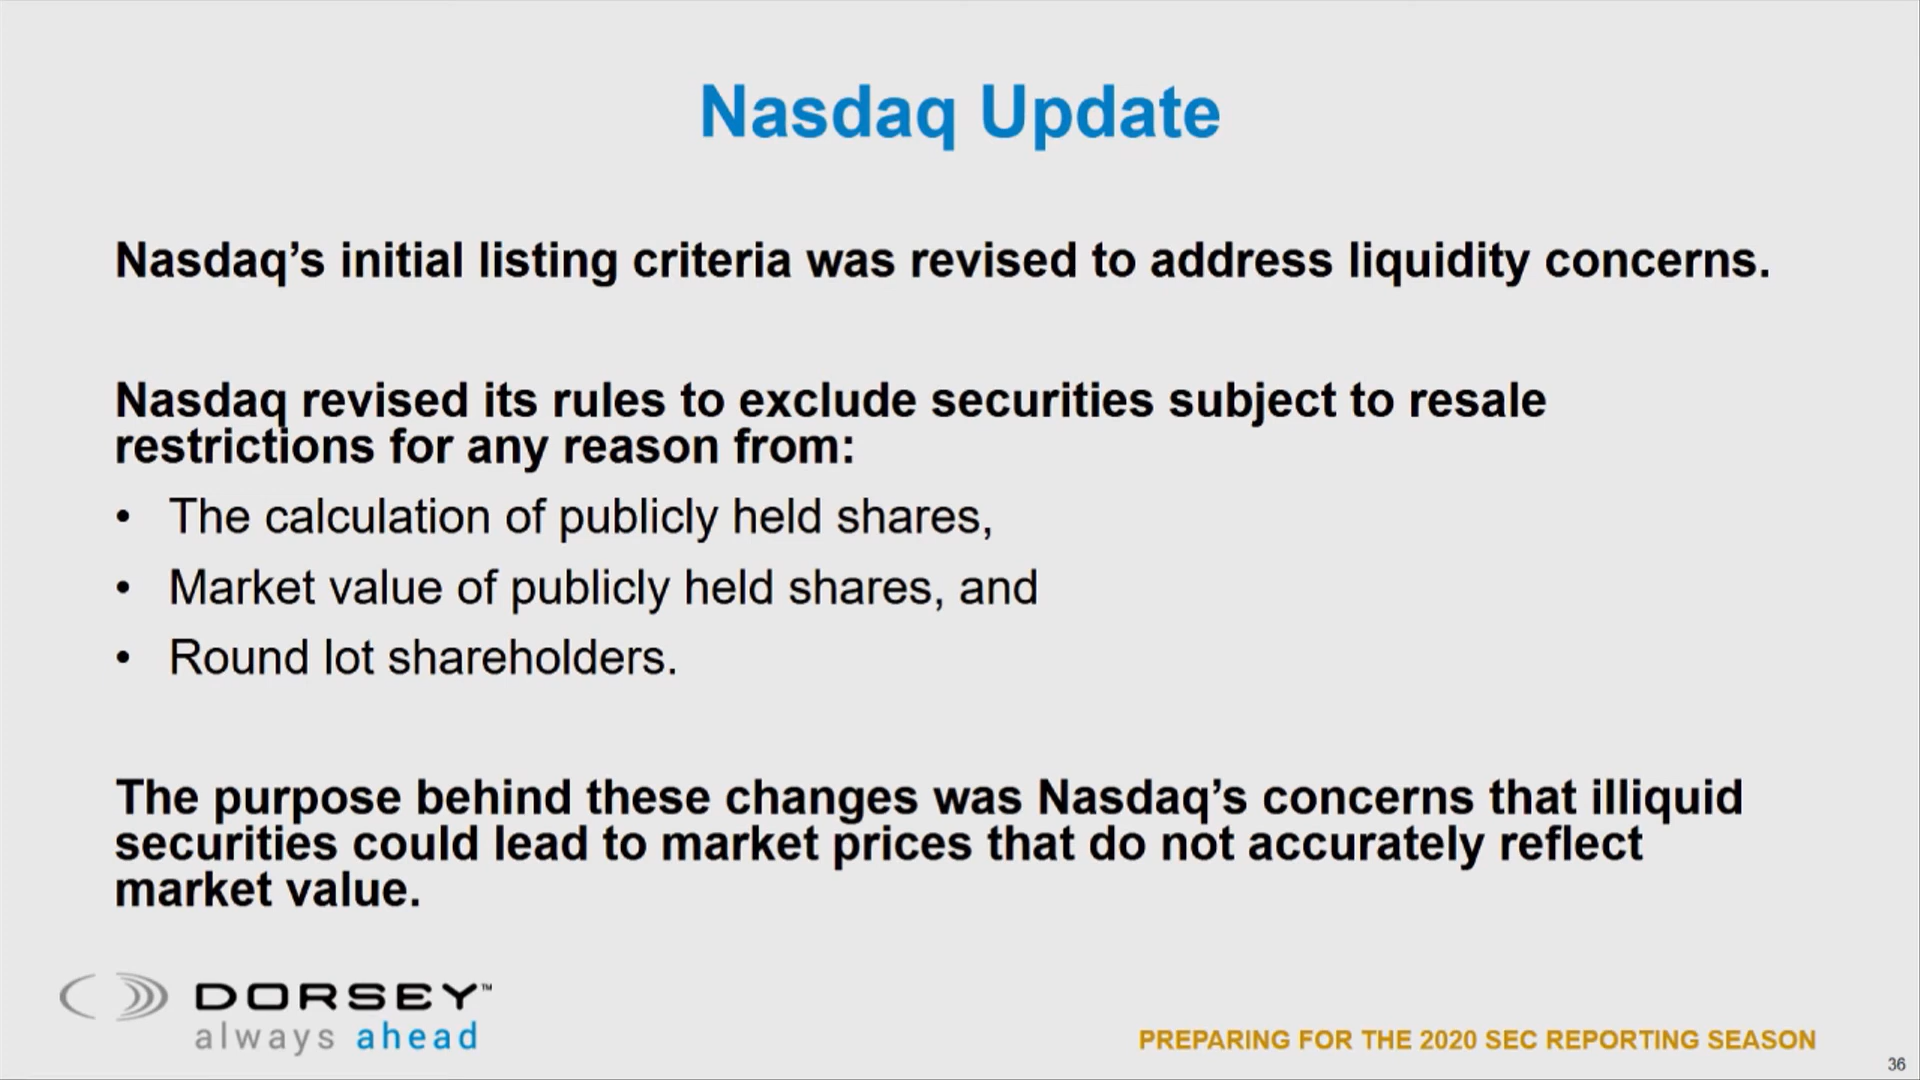 Nasdaq Update
Nasdaq’s initial listing criteria was revised to address liquidity concerns.
Nasdaq revised its rules to exclude securities subject to resale
restrictions for any reason from:
• The calculation of publicly held shares,
• Market value of publicly held shares, and
• Round lot shareholders.
The purpose behind these changes was Nasdaq’s concerns that illiquid
securities could lead to market prices that do not accurately reflect
market value.
DORSEY™
always ahead
PREPARING FOR THE 2020 SEC REPORTING SEASON
36